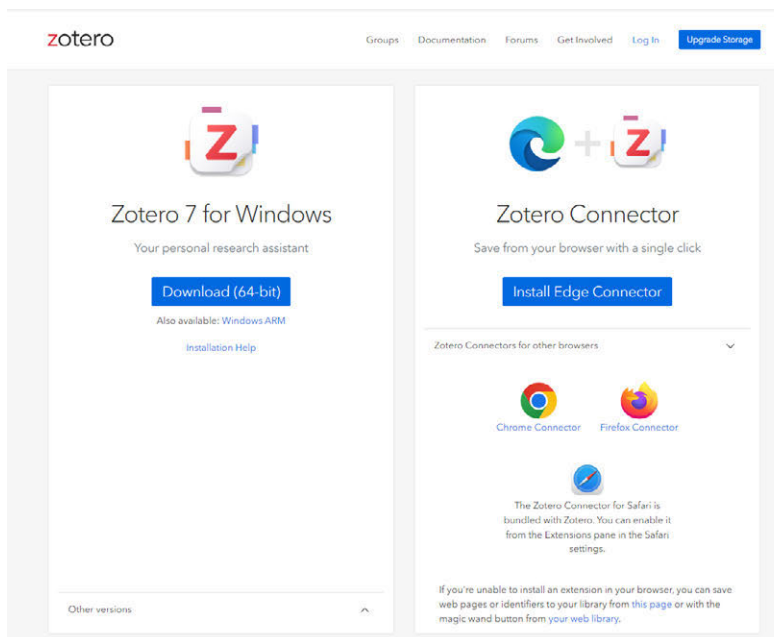 zotero
Groups Documentation Forums Get Involved Log In Upgrade Storage
Z
Zotero 7 for Windows
Your personal research assistant
Download (64-bit)
Also available: Windows ARM
Installation Help
Other versions
+ Z
Zotero Connector
Save from your browser with a single click
Install Edge Connector
Zotero Connectors for other browsers
Chrome Connector Firefox Connector
The Zotero Connector for Safari is
bundled with Zotero. You can enable it
from the Extensions pane in the Safari
settings.
If you're unable to install an extension in your browser, you can save
web pages or identifiers to your library from this page or with the
magic wand button from your web library.